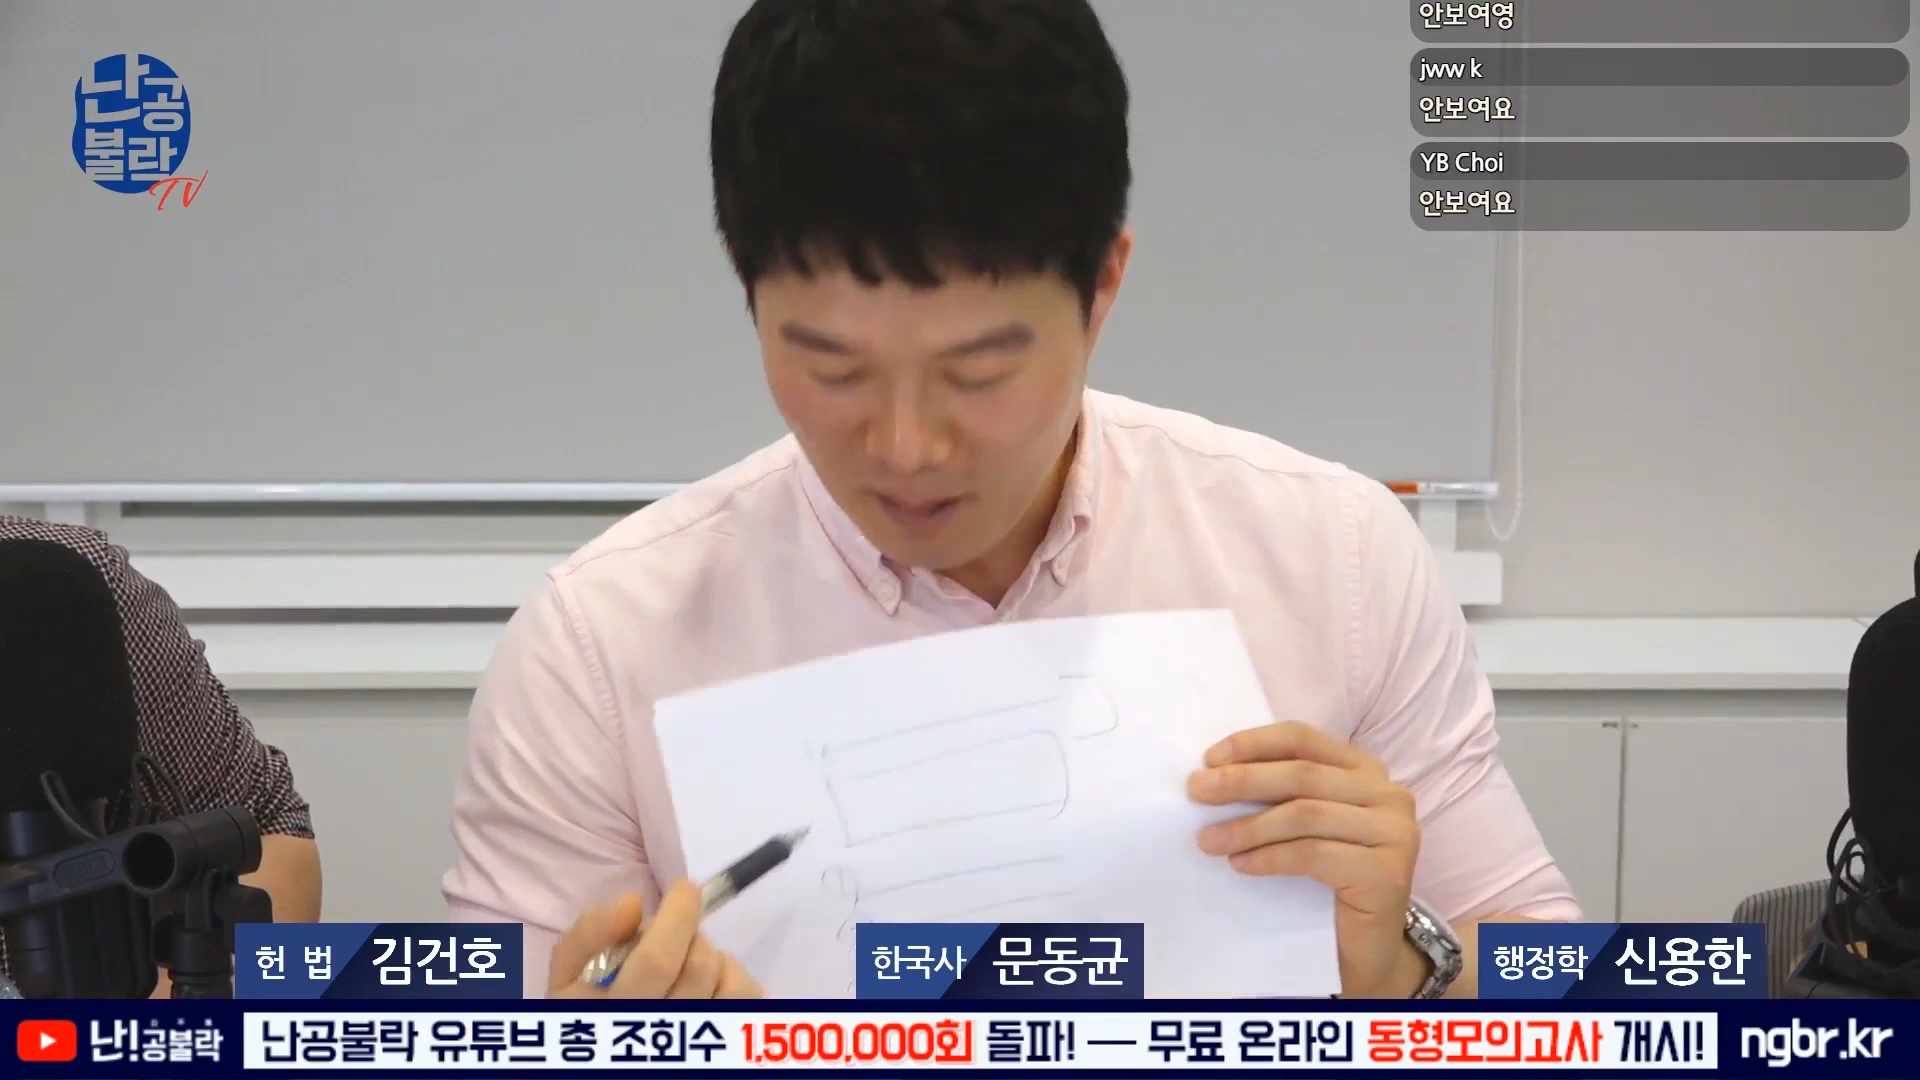 난공
불락
TV
안보여영
jww k
안보여요
YB Choi
안보여요
헌 법 김건호
한국사 문동균
행정학 신용한
난!공불락
난공불락 유튜브 총 조회수 1,500,000회 돌파! — 무료 온라인 동형모의고사 개시!
ngbr.kr